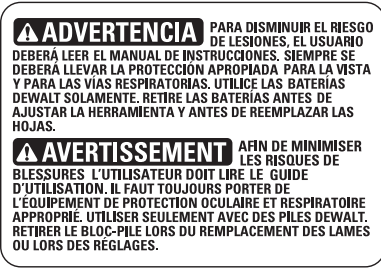 ADVERTENCIA PARA DISMINUIR EL RIESGO
DE LESIONES, EL USUARIO
DEBERÁ LEER EL MANUAL DE INSTRUCCIONES. SIEMPRE SE
DEBERÁ LLEVAR LA PROTECCIÓN APROPIADA PARA LA VISTA
Y PARA LAS VÍAS RESPIRATORIAS. UTILICE LAS BATERÍAS
DEWALT SOLAMENTE. RETIRE LAS BATERÍAS ANTES DE
AJUSTAR LA HERRAMIENTA Y ANTES DE REEMPLAZAR LAS
HOJAS.
AVERTISSEMENT AFIN DE MINIMISER
LES RISQUES DE
BLESSURES L'UTILISATEUR DOIT LIRE LE GUIDE
D'UTILISATION. IL FAUT TOUJOURS PORTER DE
L'ÉQUIPEMENT DE PROTECTION OCULAIRE ET RESPIRATOIRE
APPROPRIÉ. UTILISER SEULEMENT AVEC DES PILES DEWALT.
RETIRER LE BLOC-PILE LORS DU REMPLACEMENT DES LAMES
OU LORS DES RÉGLAGES.